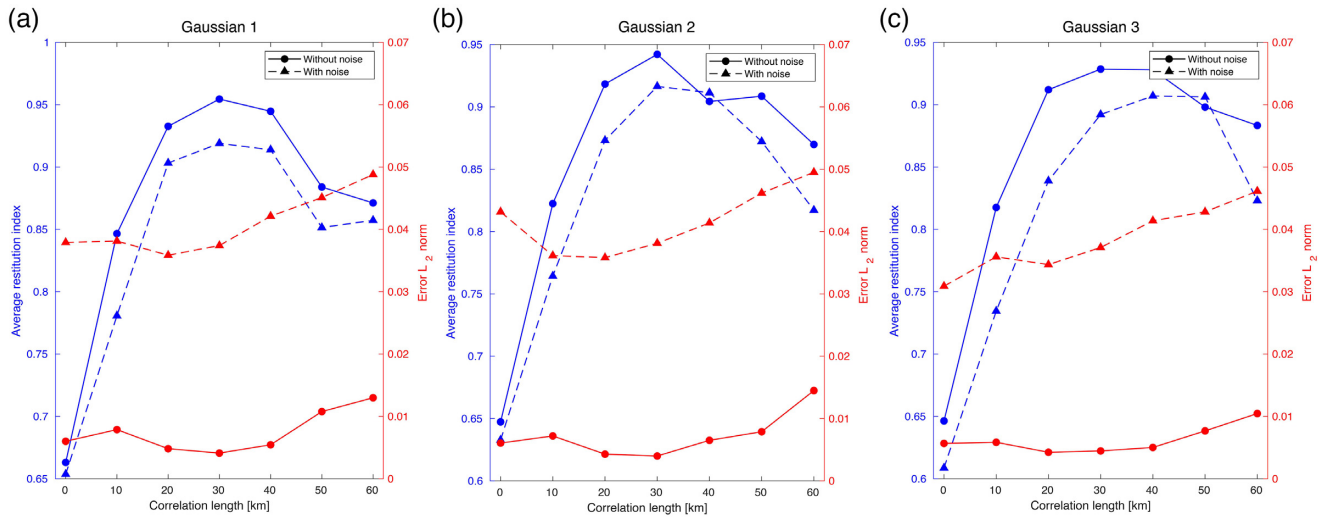 (a)
Gaussian 1
1
0.95
0.9
0.85
0.8
0.75
0.7
0.65
Average restitution index
0.07
0.06
0.05
0.04
0.03
0.02
0.01
0
Error L2 norm
Without noise
With noise
0 10 20 30 40 50 60
Correlation length [km]
(b)
Gaussian 2
0.95
0.9
0.85
0.8
0.75
0.7
0.65
0.6
Average restitution index
0.07
0.06
0.05
0.04
0.03
0.02
0.01
0
Error L2 norm
Without noise
With noise
0 10 20 30 40 50 60
Correlation length [km]
(c)
Gaussian 3
0.95
0.9
0.85
0.8
0.75
0.7
0.65
0.6
Average restitution index
0.07
0.06
0.05
0.04
0.03
0.02
0.01
0
Error L2 norm
Without noise
With noise
0 10 20 30 40 50 60
Correlation length [km]